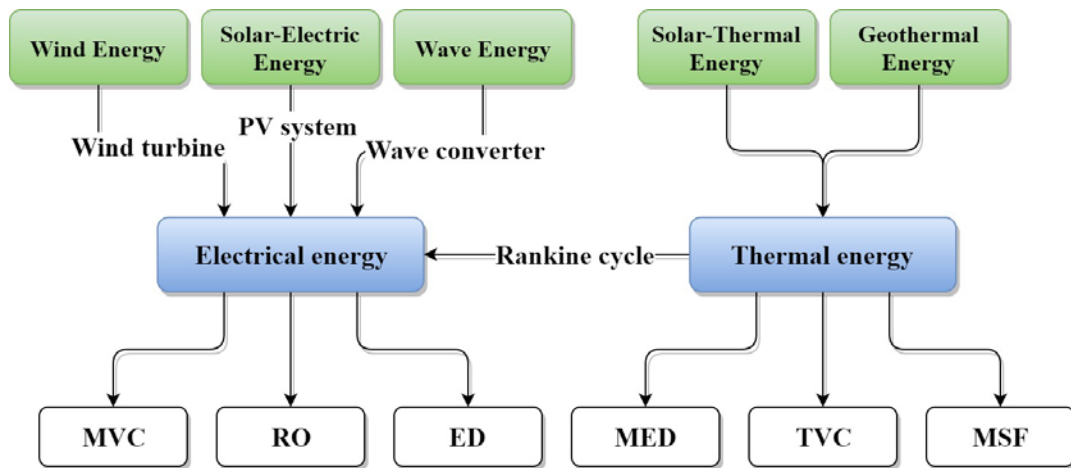 Wind Energy
Solar-Electric
Energy
Wave Energy
Solar-Thermal
Energy
Geothermal
Energy
Wind turbine
PV system
Wave converter
Electrical energy
Rankine cycle
Thermal energy
MVC
RO
ED
MED
TVC
MSF